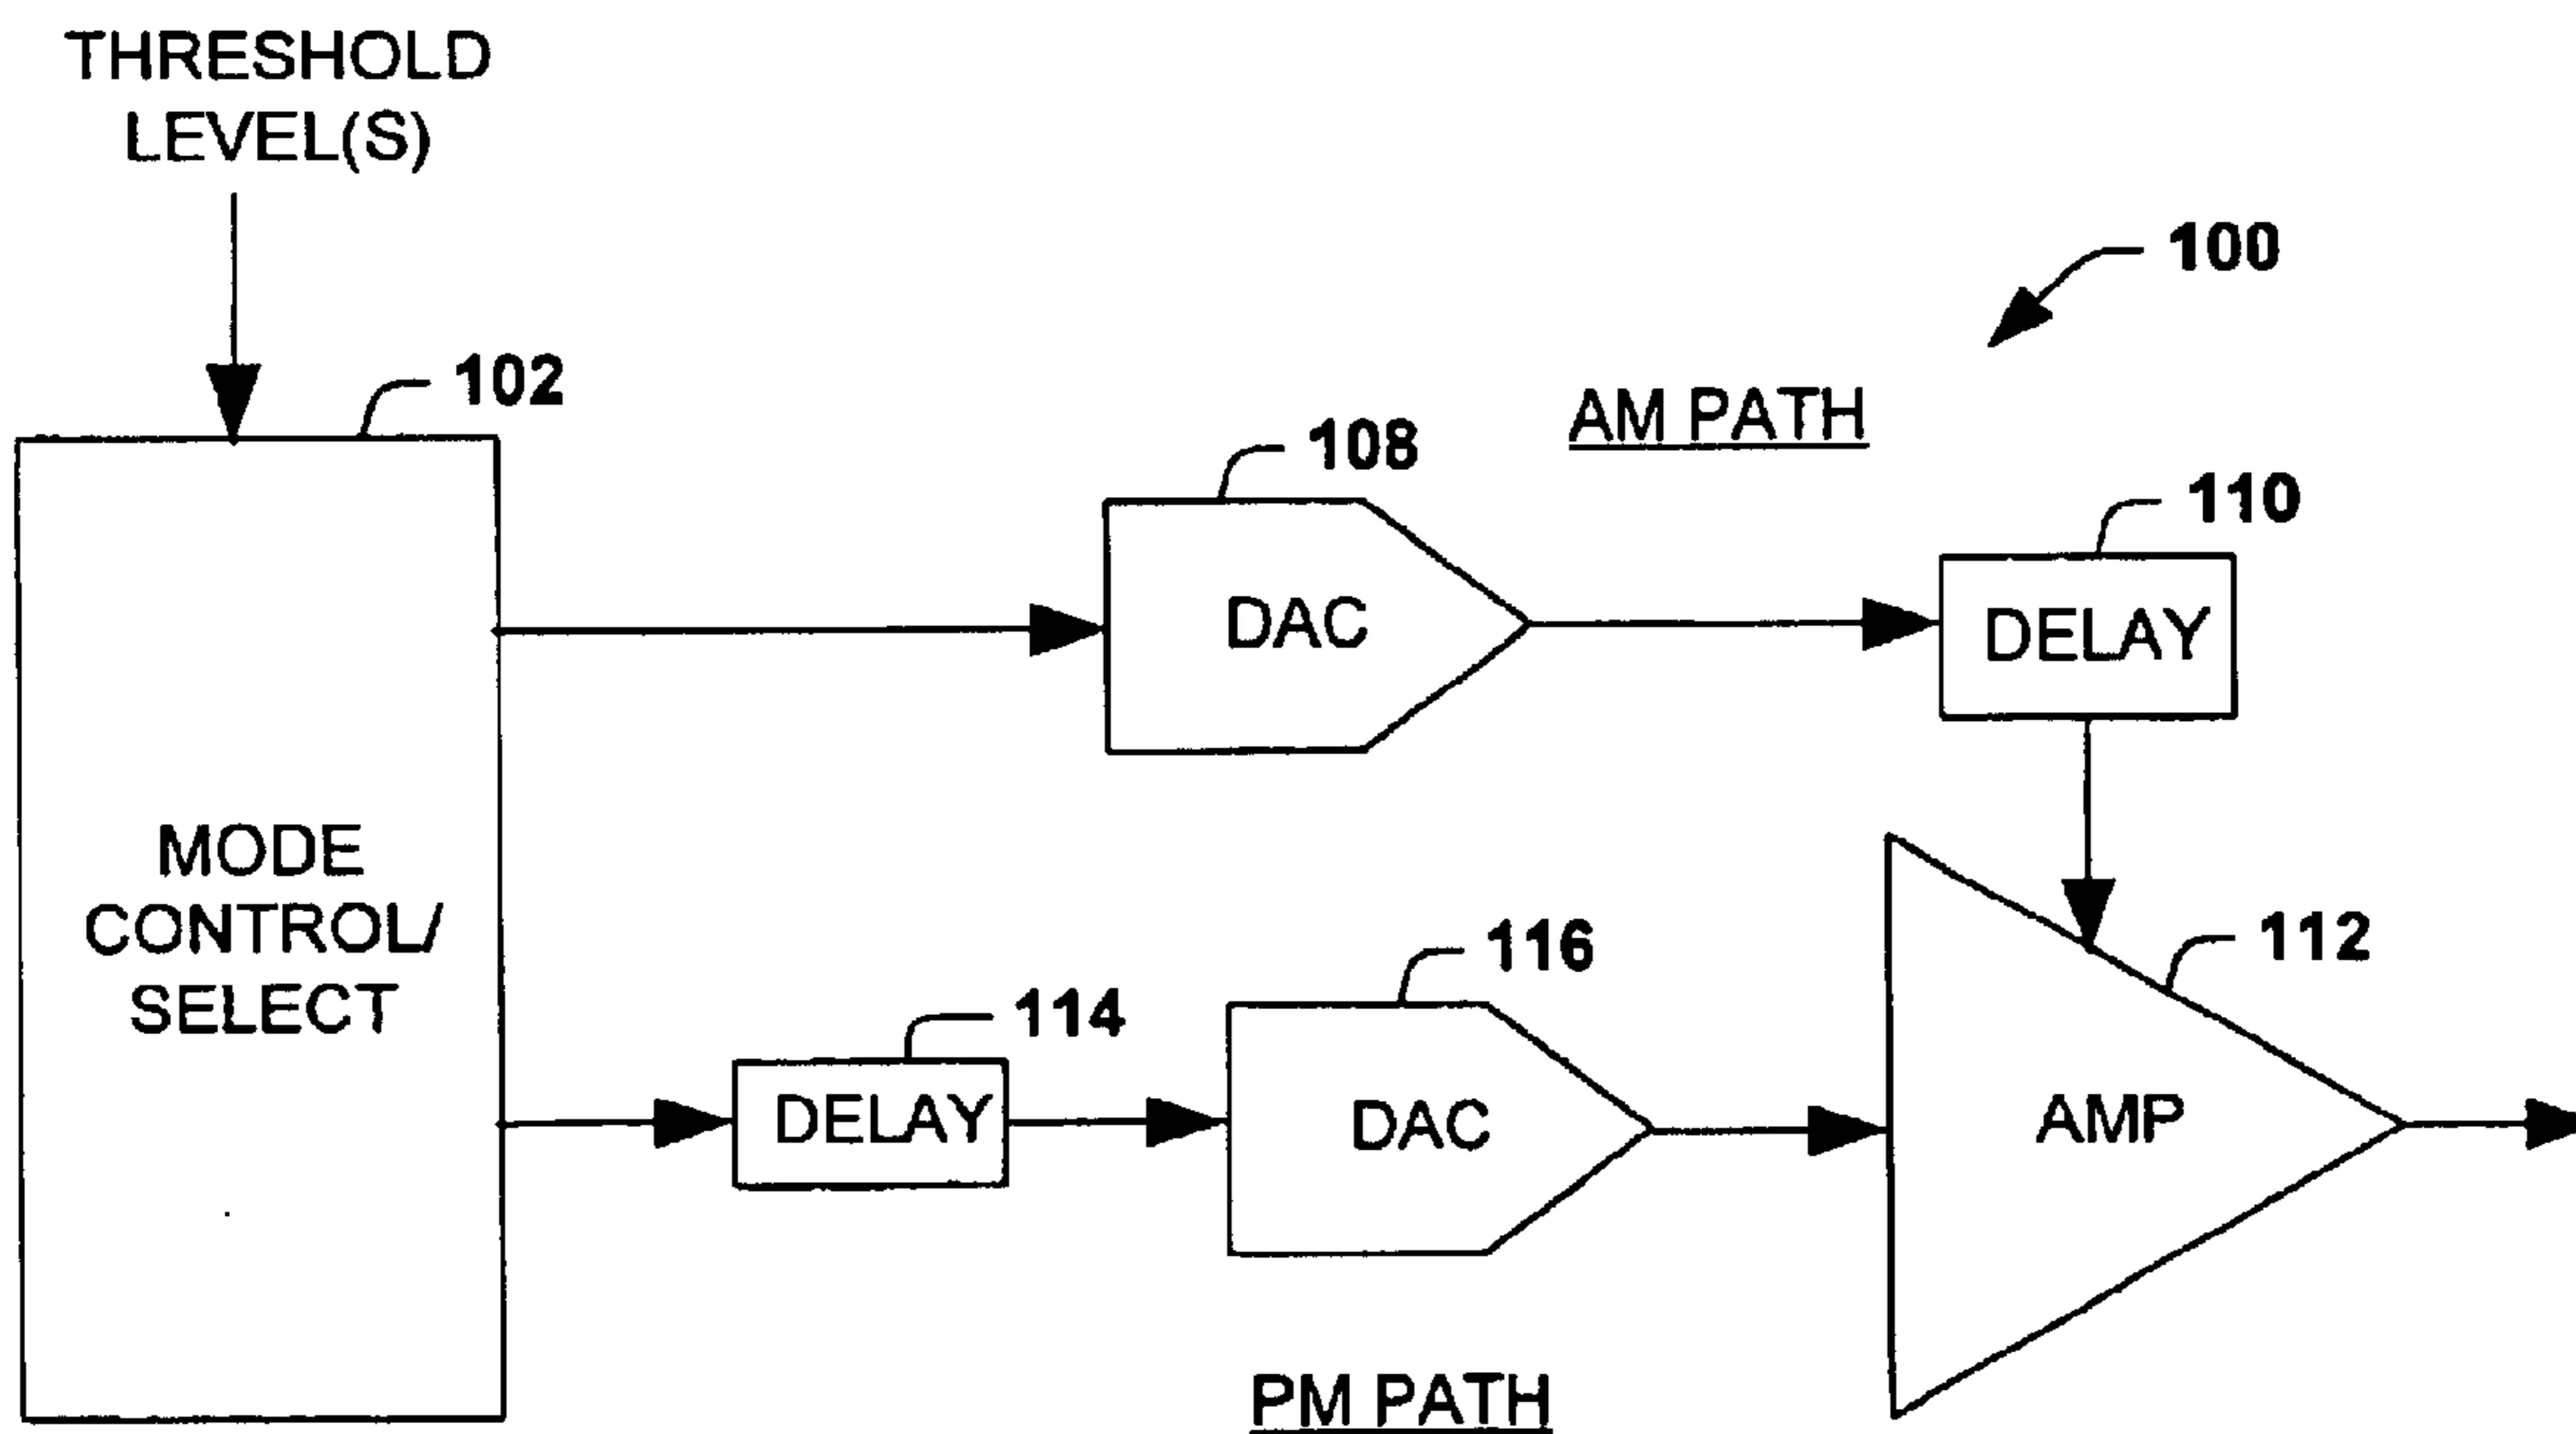 THRESHOLD
LEVEL(S)
100
102
AM PATH
108
110
DAC
DELAY
MODE
CONTROL/
SELECT
112
116
114
DELAY
DAC
AMP
PM PATH